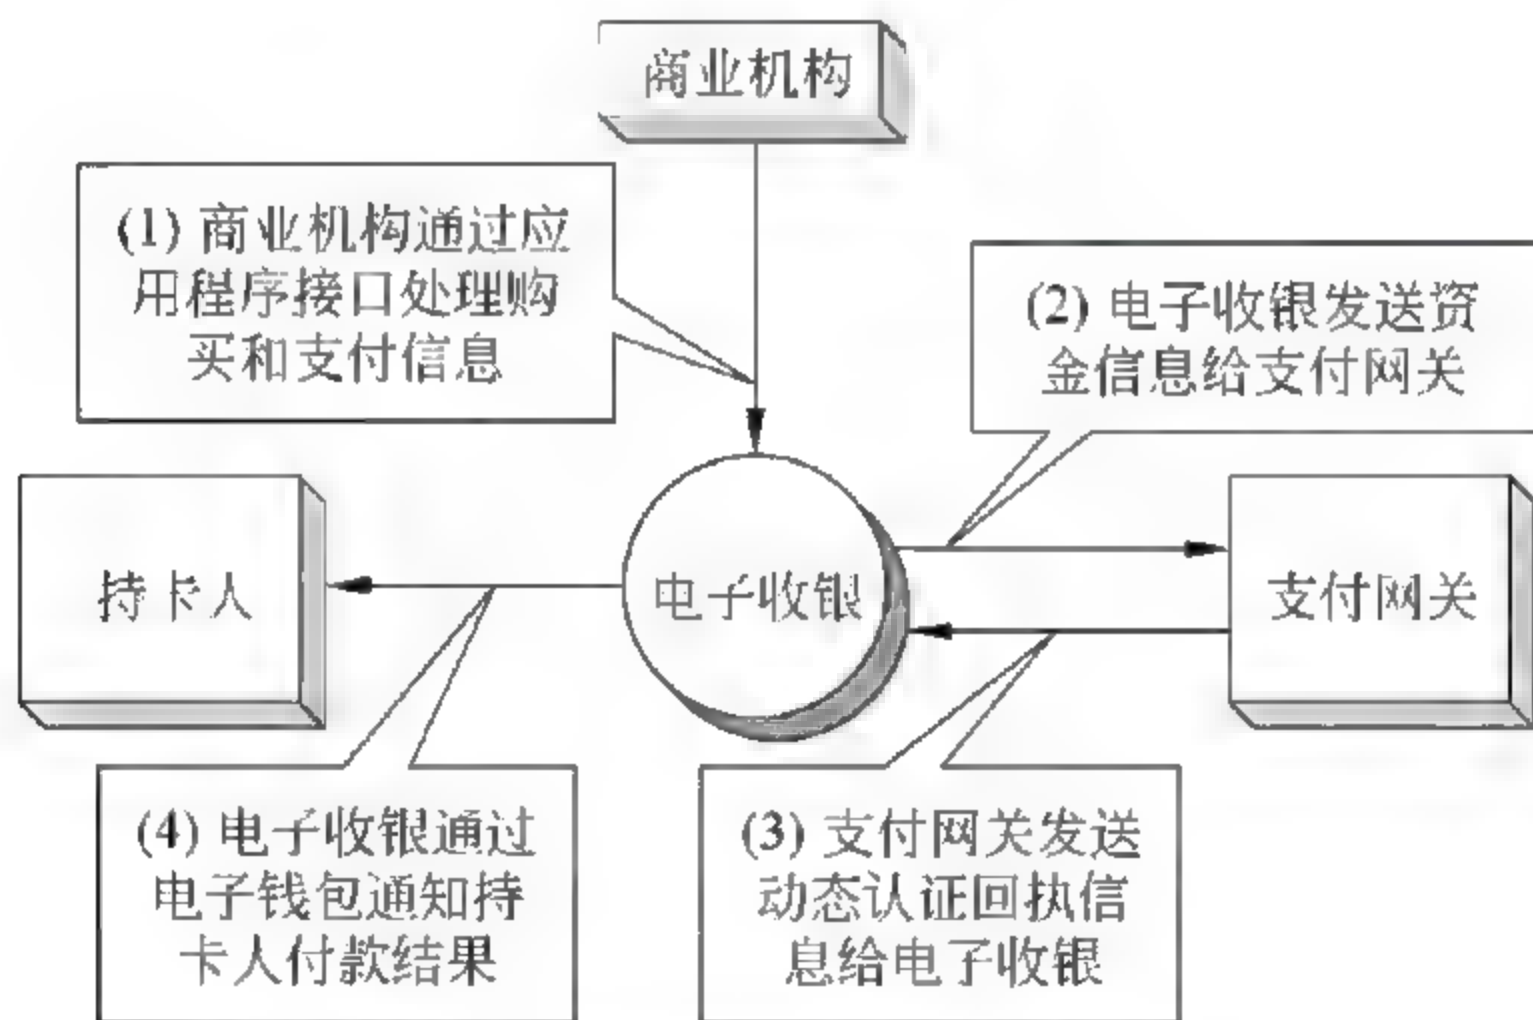 商业机构
(1) 商业机构通过应
用程序接口处理购
买和支付信息
(2) 电子收银发送资
金信息给支付网关
持卡人
电子收银
支付网关
(4) 电子收银通过
电子钱包通知持
卡人付款结果
(3) 支付网关发送
动态认证回执信
息给电子收银